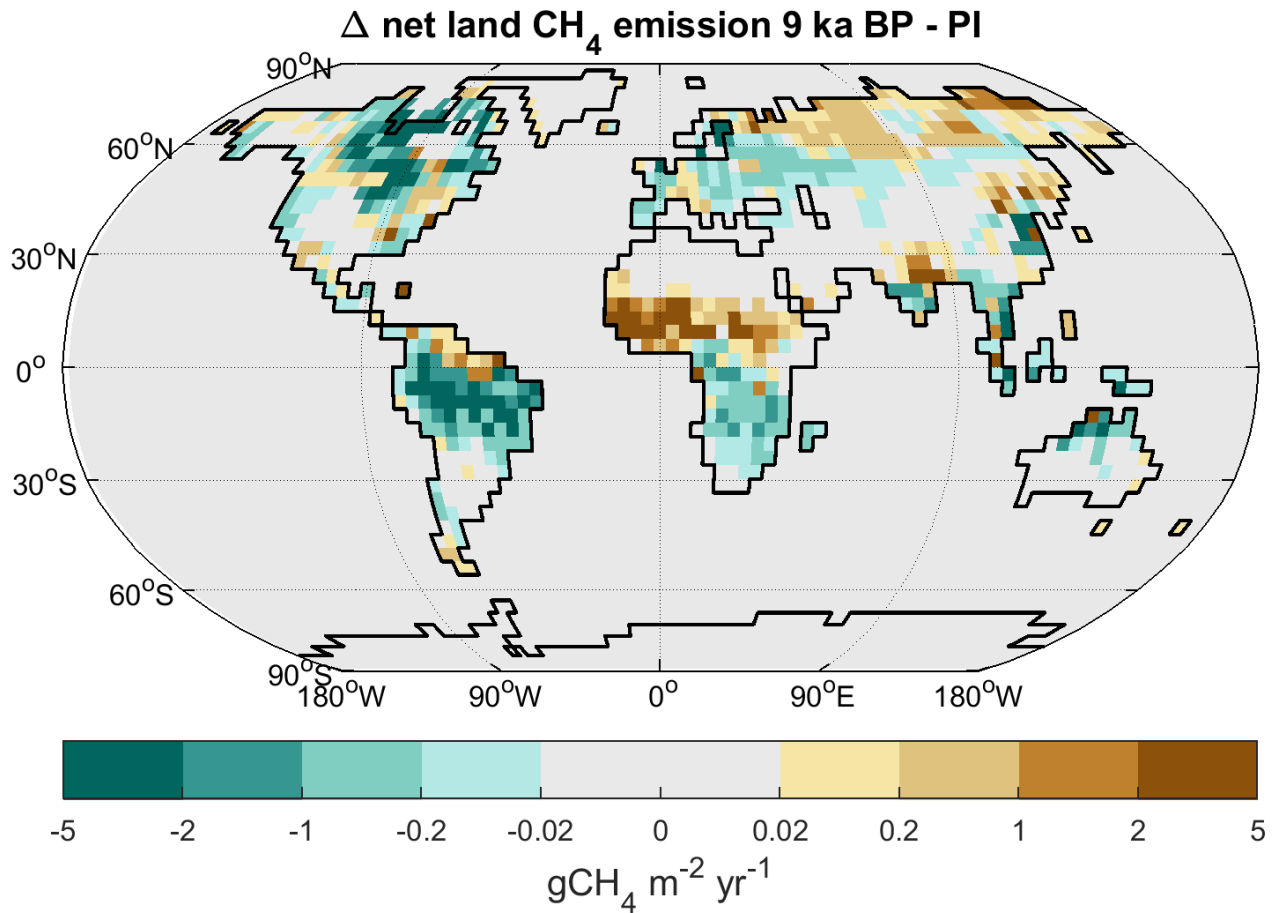 Δ net land CH₄ emission 9 ka BP - PI
90°N
60°N
30°N
0°
30°S
60°S
90°S
180°W 90°W 0° 90°E 180°W
-5 -2 -1 -0.2 -0.02 0 0.02 0.2 1 2 5
gCH₄ m⁻² yr⁻¹